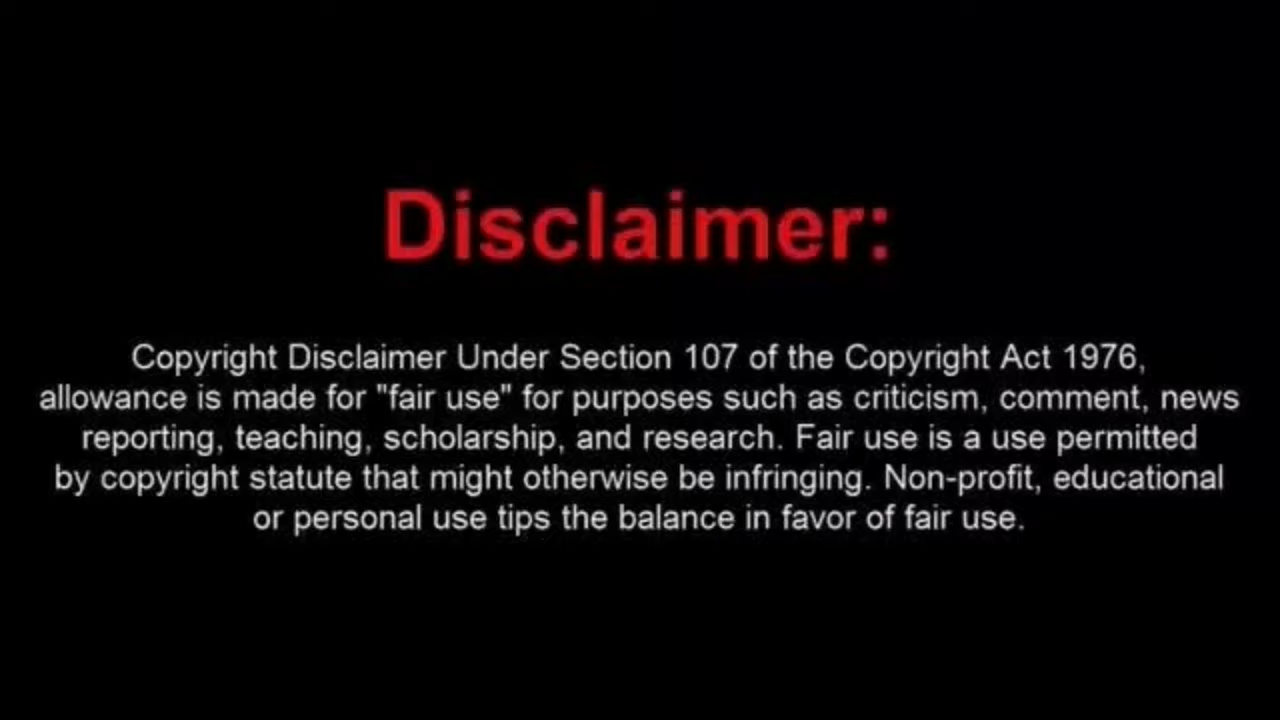 Disclaimer:
Copyright Disclaimer Under Section 107 of the Copyright Act 1976,
allowance is made for "fair use" for purposes such as criticism, comment, news
reporting, teaching, scholarship, and research. Fair use is a use permitted
by copyright statute that might otherwise be infringing. Non-profit, educational
or personal use tips the balance in favor of fair use.